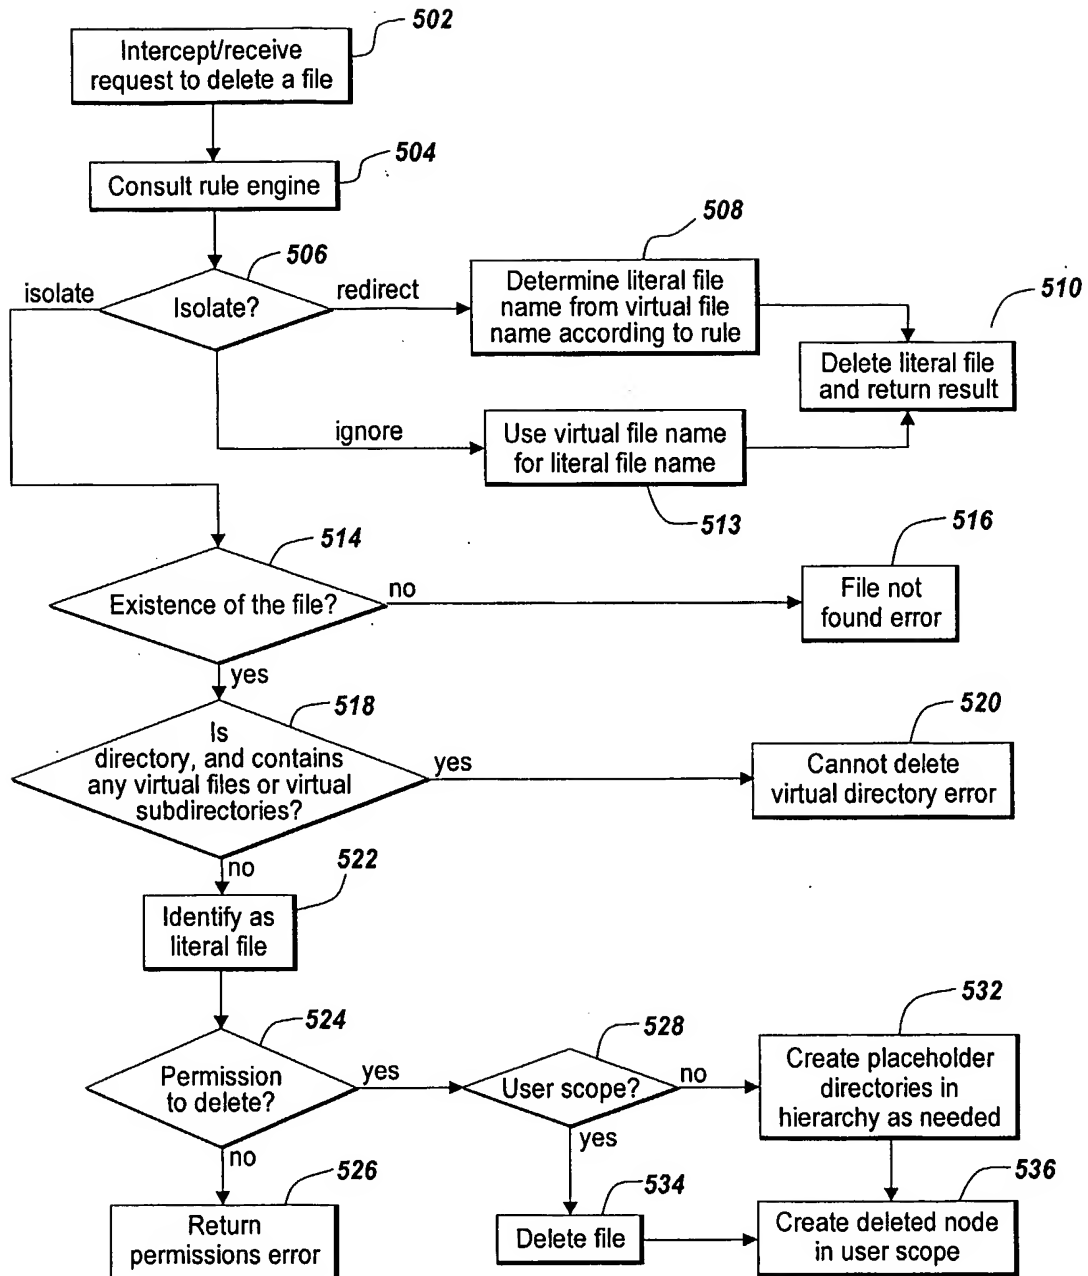 502
Intercept/receive
request to delete a file
504
Consult rule engine
506
isolate
Isolate?
redirect
508
Determine literal file
name from virtual file
name according to rule
510
Delete literal file
and return result
ignore
Use virtual file name
for literal file name
513
514
Existence of the file?
no
516
File not
found error
yes
518
Is
directory, and contains
any virtual files or virtual
subdirectories?
yes
520
Cannot delete
virtual directory error
no
522
Identify as
literal file
524
Permission
to delete?
yes
528
User scope?
no
532
Create placeholder
directories in
hierarchy as needed
no
526
Return
permissions error
yes
534
Delete file
536
Create deleted node
in user scope